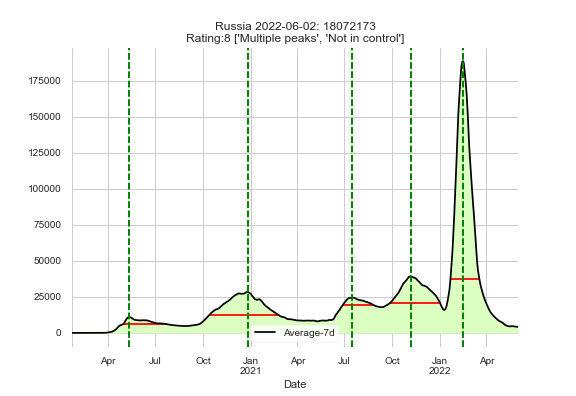 Russia 2022-06-02: 18072173
Rating:8 ['Multiple peaks', 'Not in control']
175000
150000
125000
100000
75000
50000
25000
0
Average-7d
Apr Jul Oct Jan Apr Jul Oct Jan Apr
2021 2022
Date